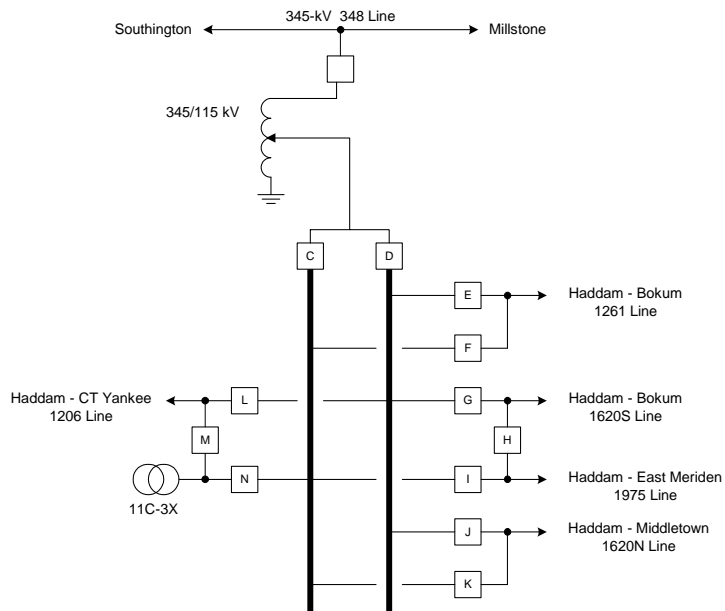 345-kV 348 Line
Southington
Millstone
345/115 kV
C
D
E
Haddam - Bokum
1261 Line
F
Haddam - CT Yankee
1206 Line
L
G
Haddam - Bokum
1620S Line
M
H
11C-3X
N
I
Haddam - East Meriden
1975 Line
J
Haddam - Middletown
1620N Line
K